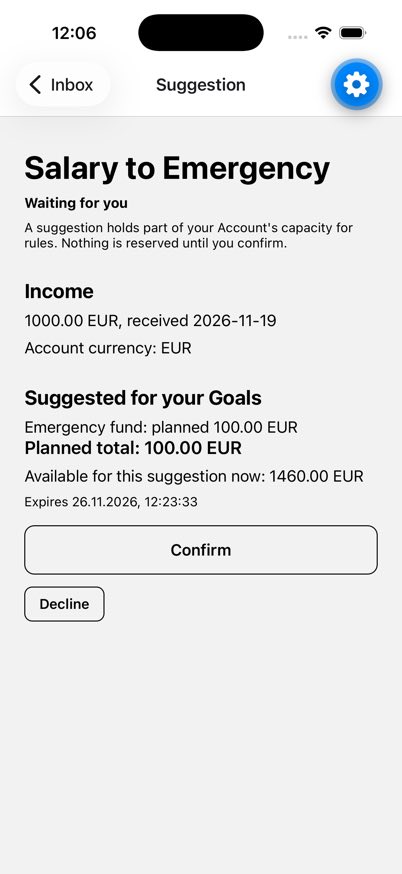 12:06
Inbox
Suggestion
Salary to Emergency
Waiting for you
A suggestion holds part of your Account's capacity for
rules. Nothing is reserved until you confirm.
Income
1000.00 EUR, received 2026-11-19
Account currency: EUR
Suggested for your Goals
Emergency fund: planned 100.00 EUR
Planned total: 100.00 EUR
Available for this suggestion now: 1460.00 EUR
Expires 26.11.2026, 12:23:33
Confirm
Decline